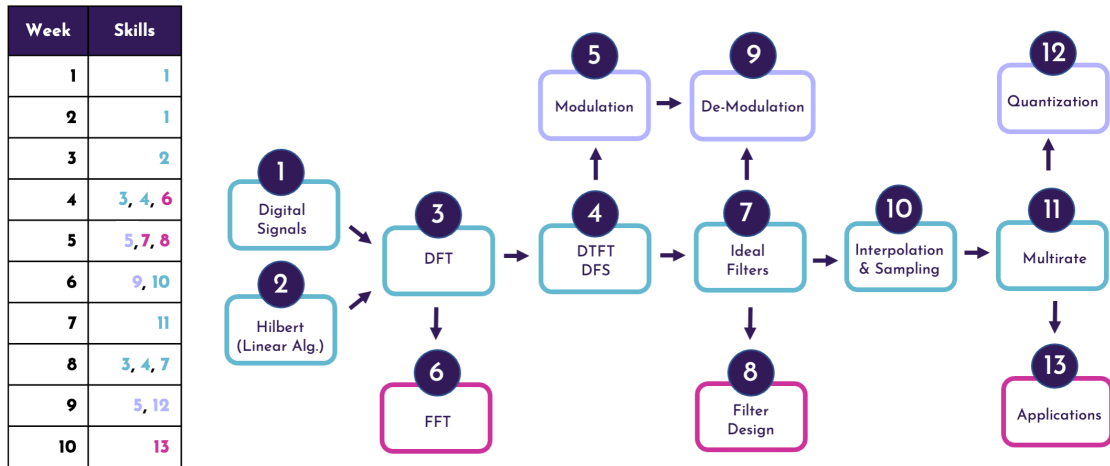 Week Skills
1 1
2 1
3 2
4 3, 4, 6
5 5,7, 8
6 9, 10
7 11
8 3, 4, 7
9 5, 12
10 13
1
Digital
Signals
2
Hilbert
(Linear Alg.)
3
DFT
6
FFT
5
Modulation
4
DTFT
DFS
9
De-Modulation
7
Ideal
Filters
8
Filter
Design
10
Interpolation
& Sampling
12
Quantization
11
Multirate
13
Applications